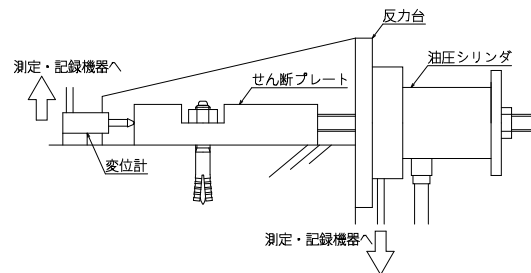 反力台
油圧シリンダ
測定・記録機器へ
せん断プレート
変位計
測定・記録機器へ